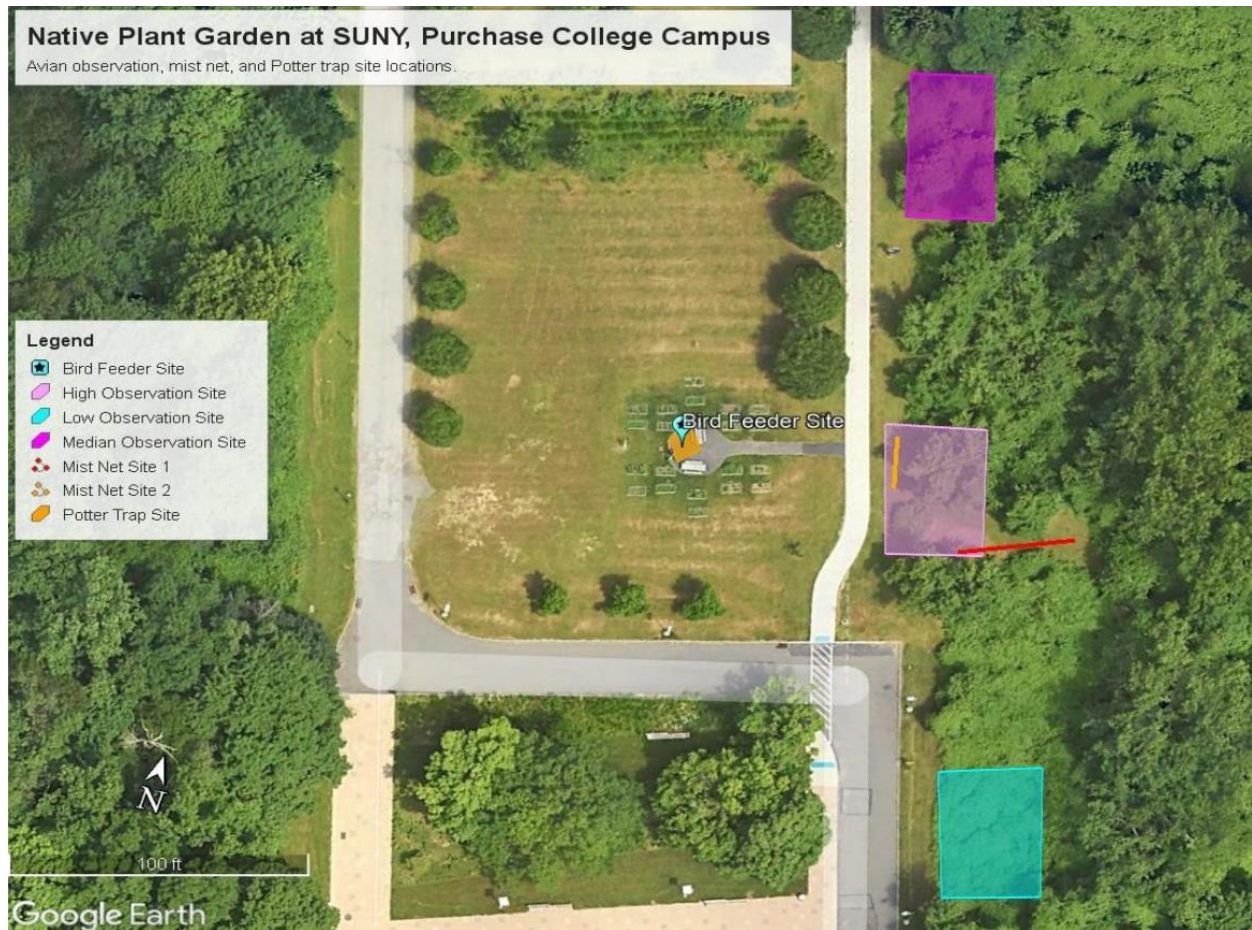 Native Plant Garden at SUNY, Purchase College Campus
Avian observation, mist net, and Potter trap site locations.
Legend
Bird Feeder Site
High Observation Site
Low Observation Site
Median Observation Site
Mist Net Site 1
Mist Net Site 2
Potter Trap Site
Bird Feeder Site
N
100 ft
Google Earth